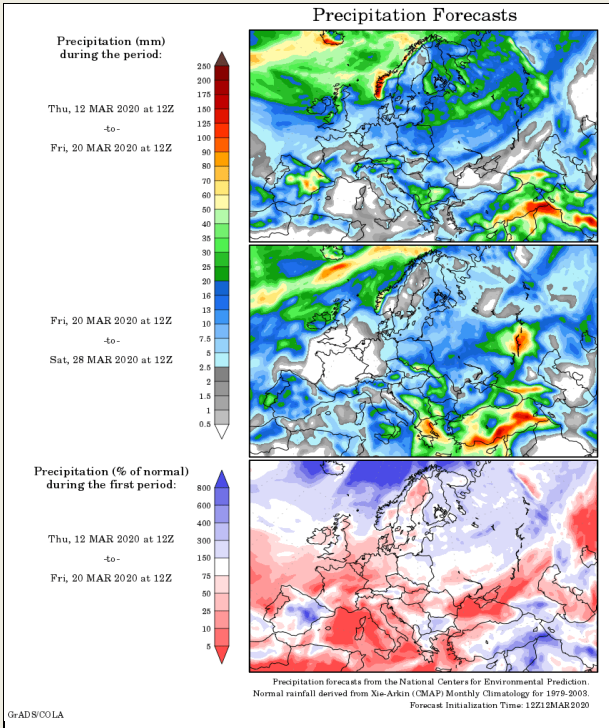 Precipitation Forecasts
Precipitation (mm)
during the period:
Thu, 12 MAR 2020 at 12Z
-to-
Fri, 20 MAR 2020 at 12Z
250
200
175
150
125
100
90
80
70
60
50
40
35
30
25
20
16
13
10
7.5
5
2.5
2
1.5
1
0.5
Fri, 20 MAR 2020 at 12Z
-to-
Sat, 28 MAR 2020 at 12Z
Precipitation (% of normal)
during the first period:
Thu, 12 MAR 2020 at 12Z
-to-
Fri, 20 MAR 2020 at 12Z
800
600
400
300
150
75
50
25
10
5
Precipitation forecasts from the National Centers for Environmental Prediction.
Normal rainfall derived from Xie-Arkin (CMAP) Monthly Climatology for 1979-2003.
Forecast Initialization Time: 12Z12MAR2020
GrADS/COLA